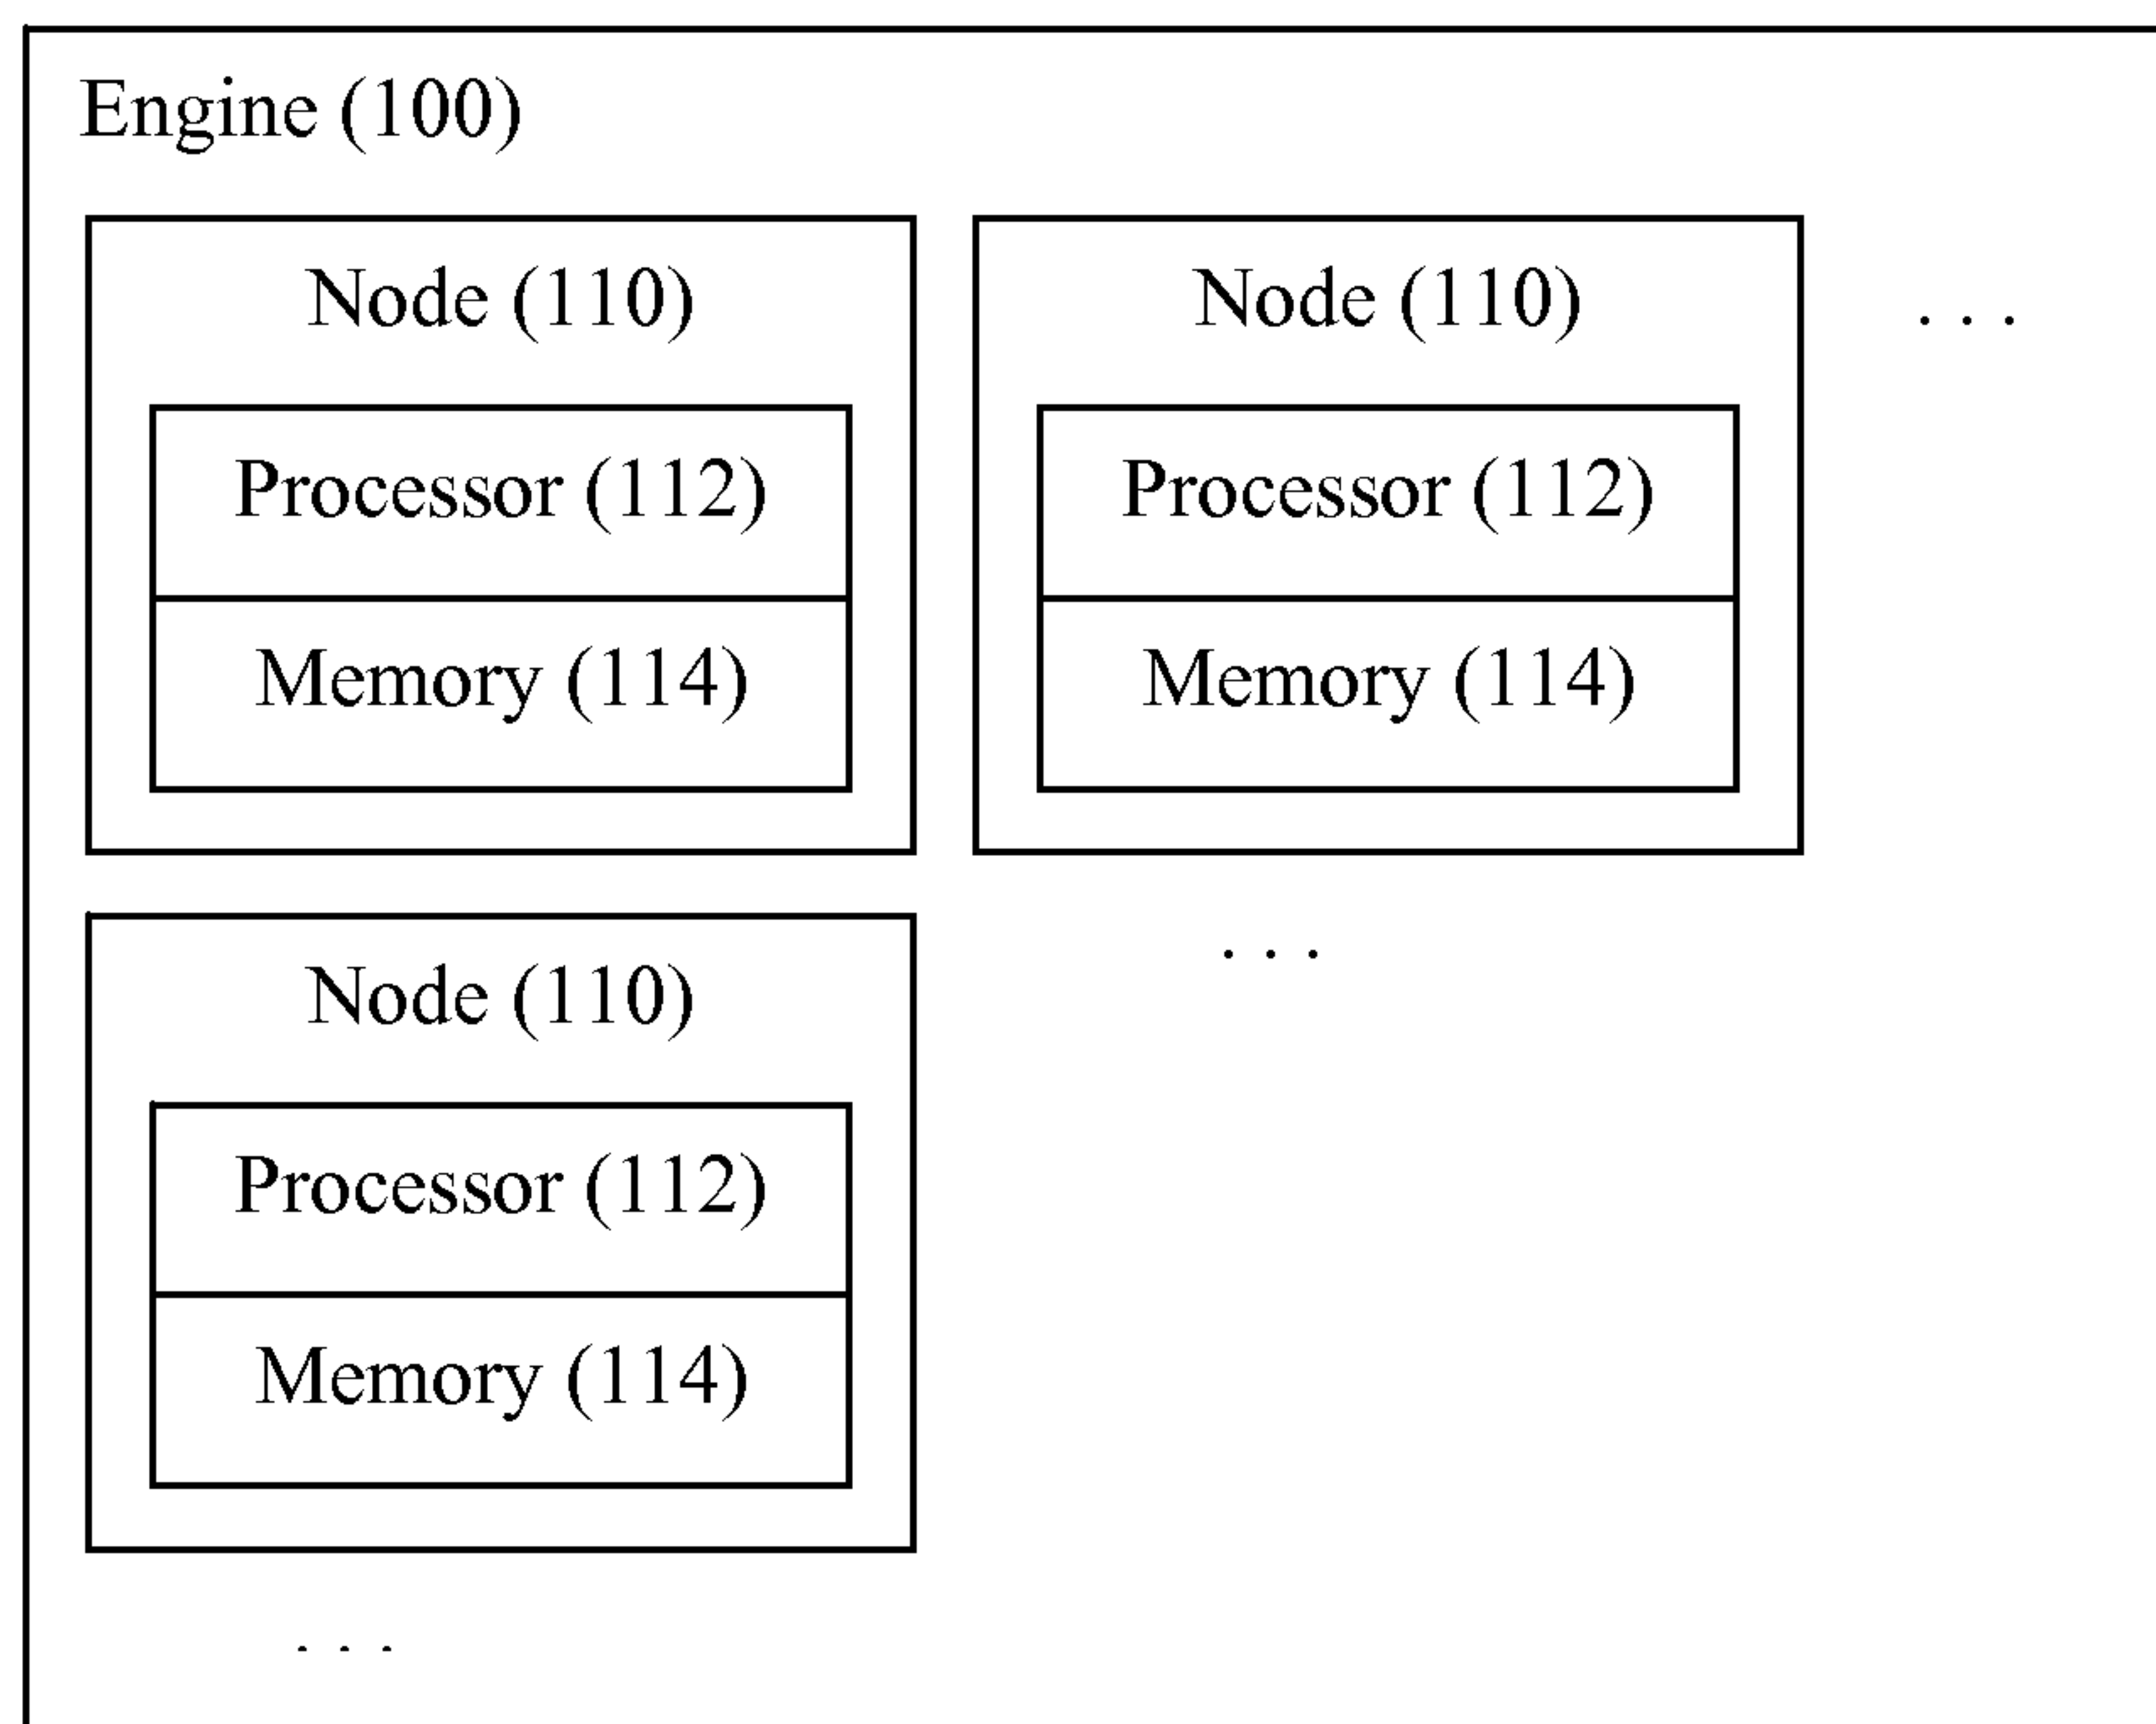 Engine (100)
Node (110)
Processor (112)
Memory (114)
Node (110)
Processor (112)
Memory (114)
. . .
Node (110)
Processor (112)
Memory (114)
. . .
. . .